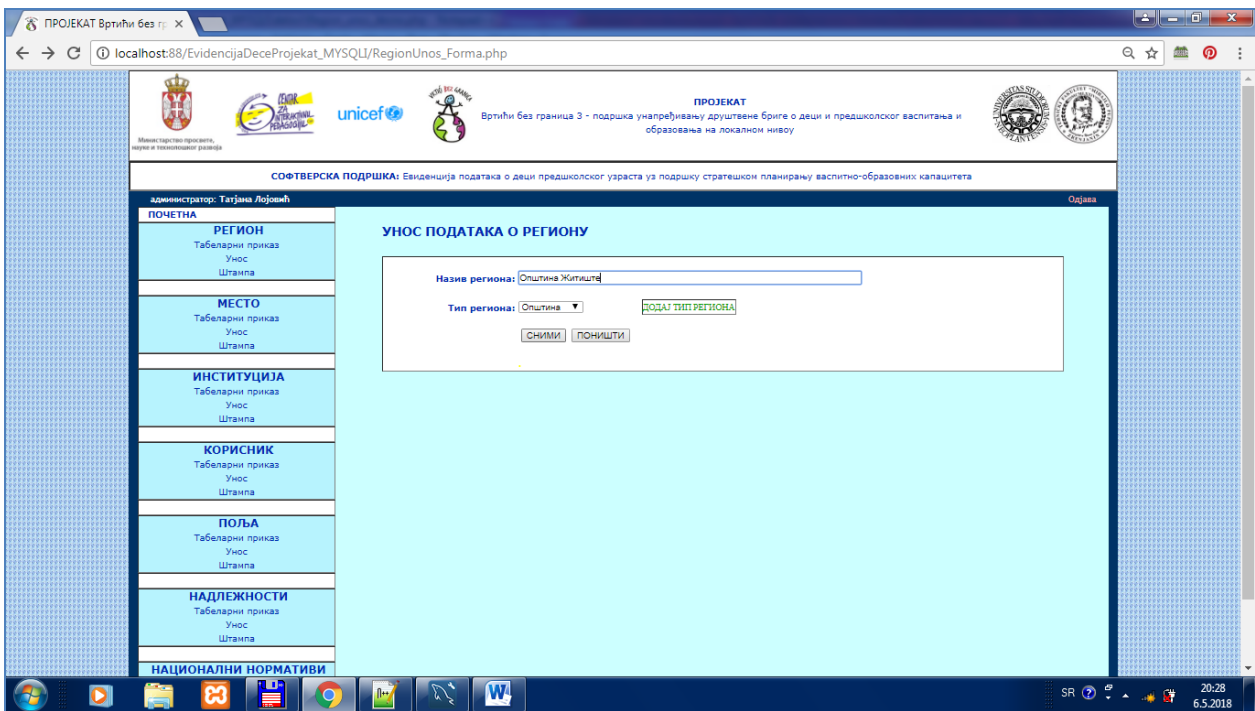 ПРОЈЕКАТ Вртићи без гр
localhost:88/EvidencijaDeceProjekat_MYSQLI/RegionUnos_Forma.php
Министарство просвете,
науке и технолошког развоја
CENTAR
ZA
INTERAKTIVNU
PEDAGOGIJU
unicef
ПРОЈЕКАТ
Вртићи без граница 3 - подршка унапређивању друштвене бриге о деци и предшколског васпитања и
образовања на локалном нивоу
СОФТВЕРСКА ПОДРШКА: Евиденција података о деци предшколског узраста уз подршку стратешком планирању васпитно-образовних капацитета
администратор: Татјана Лојовић
Одјава
ПОЧЕТНА
РЕГИОН
Табеларни приказ
Унос
Штампа
МЕСТО
Табеларни приказ
Унос
Штампа
ИНСТИТУЦИЈА
Табеларни приказ
Унос
Штампа
КОРИСНИК
Табеларни приказ
Унос
Штампа
ПОЉА
Табеларни приказ
Унос
Штампа
НАДЛЕЖНОСТИ
Табеларни приказ
Унос
Штампа
НАЦИОНАЛНИ НОРМАТИВИ
УНОС ПОДАТАКА О РЕГИОНУ
Назив региона: Општина Житиште
Тип региона: Општина
ДОДАЈ ТИП РЕГИОНА
СНИМИ ПОНИШТИ
SR
20:28
6.5.2018